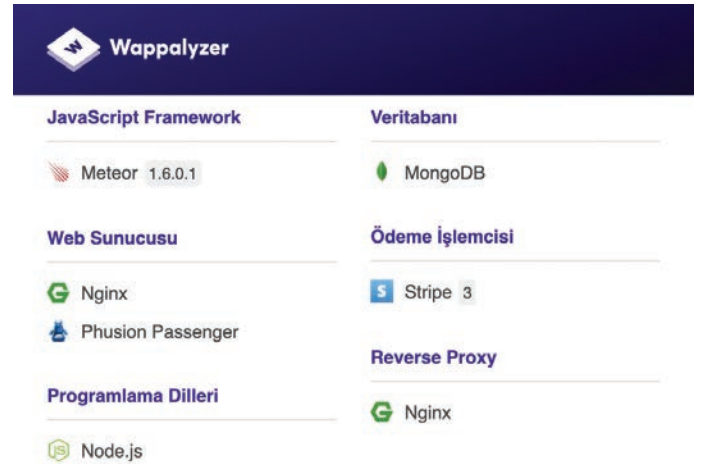 Wappalyzer
JavaScript Framework
Meteor 1.6.0.1
Web Sunucusu
Nginx
Phusion Passenger
Programlama Dilleri
Node.js
Veritabanı
MongoDB
Ödeme İşlemcisi
Stripe 3
Reverse Proxy
Nginx